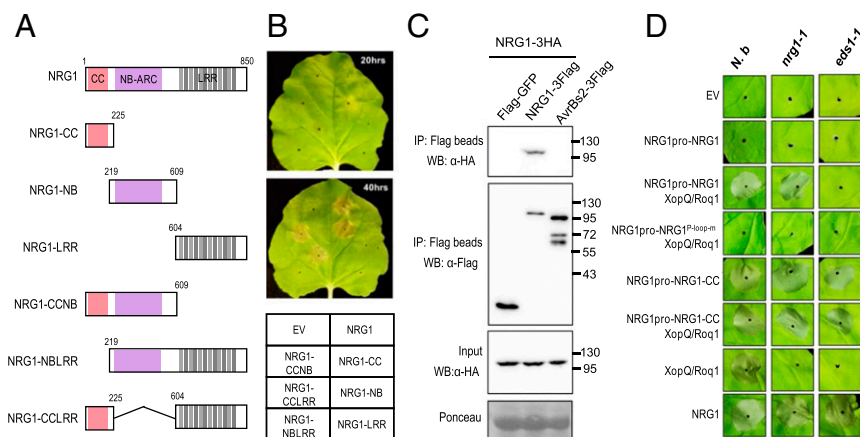 A
1
850
NRG1
CC
NB-ARC
LRR
225
NRG1-CC
219
609
NRG1-NB
604
NRG1-LRR
609
NRG1-CCNB
219
NRG1-NBLRR
225
604
NRG1-CCLRR
B
20hrs
40hrs
EV
NRG1
NRG1-
CCNB
NRG1-CC
NRG1-
CCLRR
NRG1-NB
NRG1-
NBLRR
NRG1-LRR
C
NRG1-3HA
Flag-GFP
NRG1-3Flag
AvrBs2-3Flag
IP: Flag beads
WB: α-HA
130
95
IP: Flag beads
WB: α-Flag
130
95
72
55
43
Input
WB:α-HA
130
95
Ponceau
D
N. b
nrg1-1
eds1-1
EV
NRG1pro-NRG1
NRG1pro-NRG1
XopQ/Roq1
NRG1pro-NRG1P-loop-m
XopQ/Roq1
NRG1pro-NRG1-CC
NRG1pro-NRG1-CC
XopQ/Roq1
XopQ/Roq1
NRG1